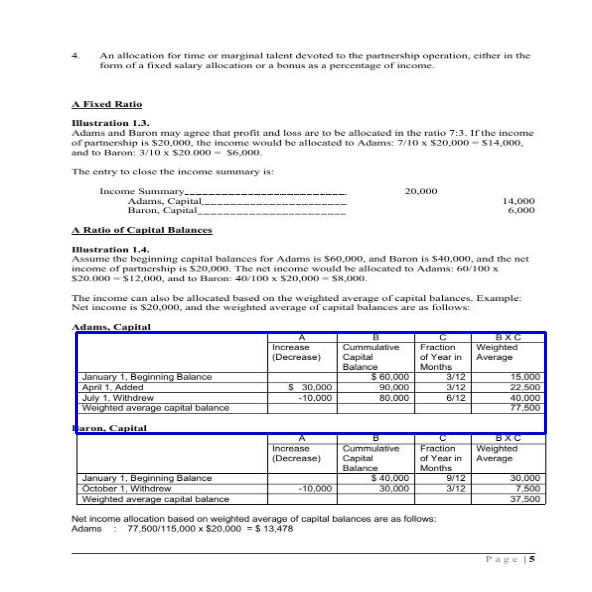 4. An allocation for time or marginal talent devoted to the partnership operation, either in the
form of a fixed salary allocation or a bonus as a percentage of income.
A Fixed Ratio
Illustration 1.3.
Adams and Baron may agree that profit and loss are to be allocated in the ratio 7:3. If the income
of partnership is $20,000, the income would be allocated to Adams: 7/10 x $20,000 = $14,000,
and to Baron: 3/10 x $20.000 = $6,000.
The entry to close the income summary is:
Income Summary__________________________. 20,000
Adams, Capital________________________ 14,000
Baron, Capital________________________ 6,000
A Ratio of Capital Balances
Illustration 1.4.
Assume the beginning capital balances for Adams is $60,000, and Baron is $40,000, and the net
income of partnership is $20,000. The net income would be allocated to Adams: 60/100 x
$20.000 = $12,000, and to Baron: 40/100 x $20,000 = $8,000.
The income can also be allocated based on the weighted average of capital balances. Example:
Net income is $20,000, and the weighted average of capital balances are as follows:
Adams, Capital
A B C B X C
Increase Cummulative Fraction Weighted
(Decrease) Capital of Year in Average
Balance Months
January 1, Beginning Balance $ 60,000 3/12 15,000
April 1, Added $ 30,000 90,000 3/12 22,500
July 1, Withdrew -10,000 80,000 6/12 40,000
Weighted average capital balance 77,500
Baron, Capital
A B C B X C
Increase Cummulative Fraction Weighted
(Decrease) Capital of Year in Average
Balance Months
January 1, Beginning Balance $ 40,000 9/12 30,000
October 1, Withdrew -10,000 30,000 3/12 7,500
Weighted average capital balance 37,500
Net income allocation based on weighted average of capital balances are as follows:
Adams : 77,500/115,000 x $20,000 = $ 13,478
Page | 5